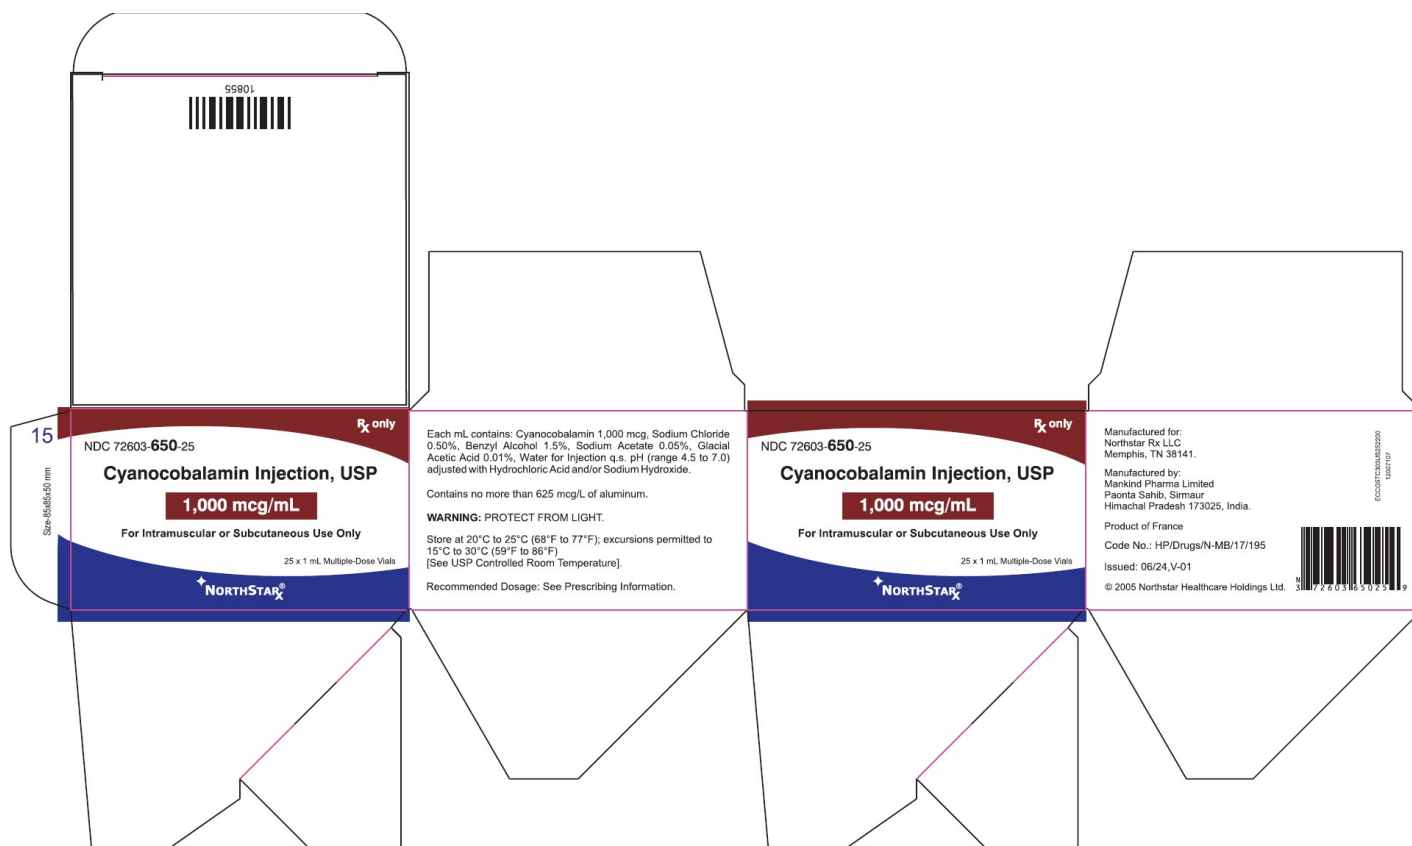 10855
15
Size-85x85x50 mm
Rx only
NDC 72603-650-25
Cyanocobalamin Injection, USP
1,000 mcg/mL
For Intramuscular or Subcutaneous Use Only
25 x 1 mL Multiple-Dose Vials
NORTHSTARx®
Each mL contains: Cyanocobalamin 1,000 mcg, Sodium Chloride
0.50%, Benzyl Alcohol 1.5%, Sodium Acetate 0.05%, Glacial
Acetic Acid 0.01%, Water for Injection q.s. pH (range 4.5 to 7.0)
adjusted with Hydrochloric Acid and/or Sodium Hydroxide.
Contains no more than 625 mcg/L of aluminum.
WARNING: PROTECT FROM LIGHT.
Store at 20°C to 25°C (68°F to 77°F); excursions permitted to
15°C to 30°C (59°F to 86°F)
[See USP Controlled Room Temperature].
Recommended Dosage: See Prescribing Information.
Rx only
NDC 72603-650-25
Cyanocobalamin Injection, USP
1,000 mcg/mL
For Intramuscular or Subcutaneous Use Only
25 x 1 mL Multiple-Dose Vials
NORTHSTARx®
Manufactured for:
Northstar Rx LLC
Memphis, TN 38141.
Manufactured by:
Mankind Pharma Limited
Paonta Sahib, Sirmaur
Himachal Pradesh 173025, India.
Product of France
Code No.: HP/Drugs/N-MB/17/195
Issued: 06/24,V-01
© 2005 Northstar Healthcare Holdings Ltd.
12007107
N
3 72603 65025 9